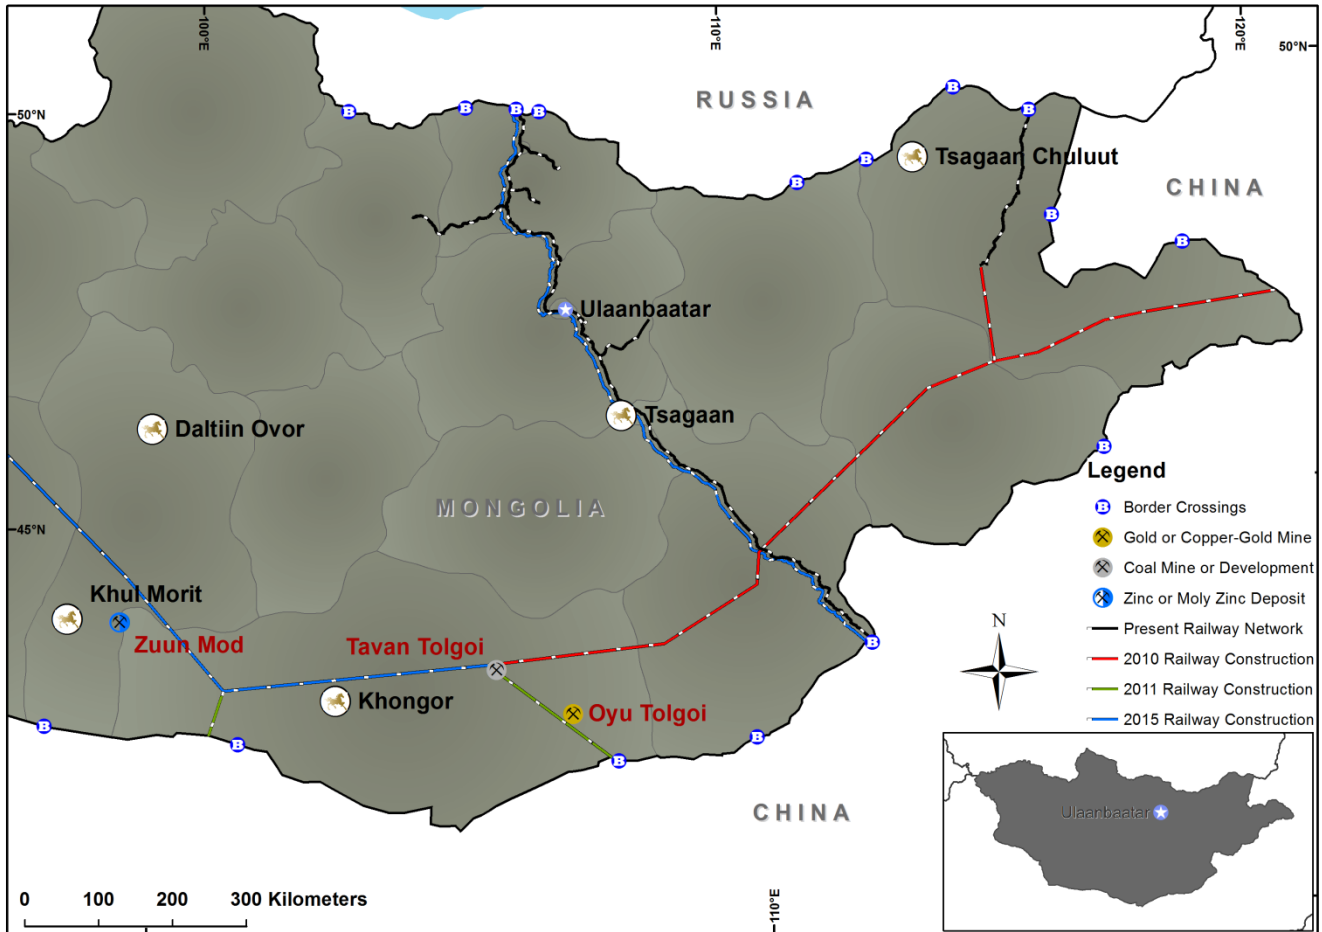 100°E
110°E
120°E
50°N
50°N
RUSSIA
B
B
B
B
B
B
B
B
B
B
Tsagaan Chuluut
CHINA
Ulaanbaatar
Tsagaan
Daltiin Ovor
MONGOLIA
45°N
B
Legend
B Border Crossings
Gold or Copper-Gold Mine
Coal Mine or Development
Zinc or Moly Zinc Deposit
Present Railway Network
2010 Railway Construction
2011 Railway Construction
2015 Railway Construction
Khul Morit
Zuun Mod
Tavan Tolgoi
B
N
Khongor
Oyu Tolgoi
B
B
B
B
CHINA
Ulaanbaatar
0 100 200 300 Kilometers
110°E